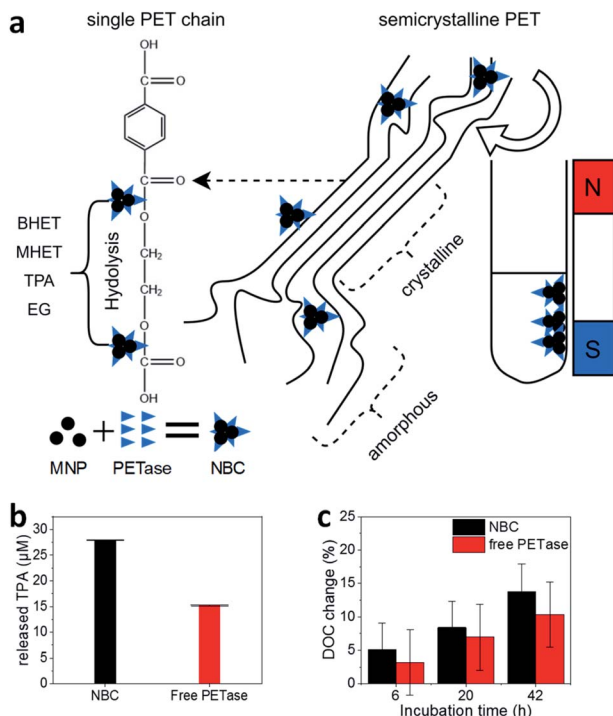 a
single PET chain
semicrystalline PET
OH
C
O
C
O
O
CH₂
CH₂
O
C
O
OH
BHET
MHET
TPA
EG
Hydolysis
crystalline
amorphous
N
S
MNP
+
PETase
=
NBC
b
released TPA (µM)
30
25
20
15
10
5
0
NBC
Free PETase
c
DOC change (%)
25
20
15
10
5
0
NBC
free PETase
6
20
42
Incubation time (h)